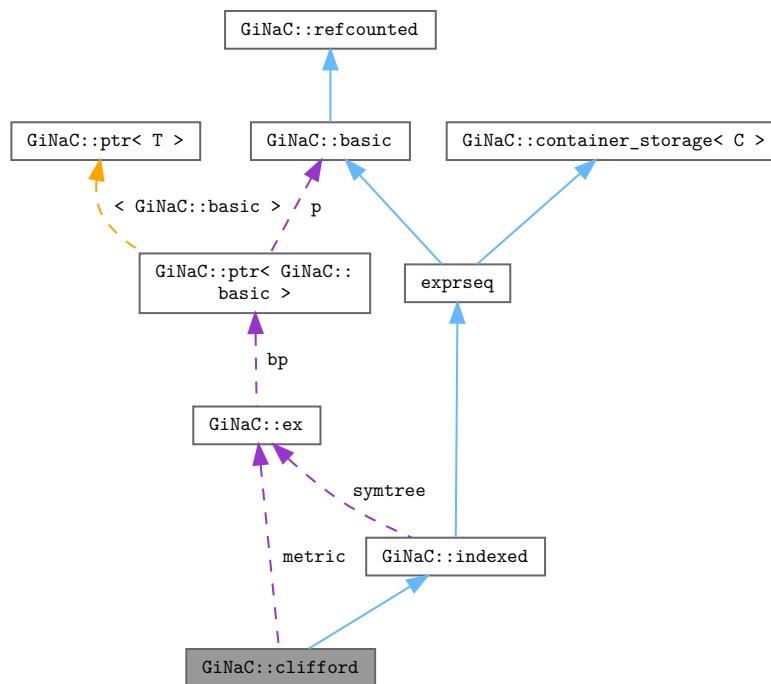 GiNaC::refcounted
GiNaC::ptr< T >
GiNaC::basic
GiNaC::container_storage< C >
< GiNaC::basic >
p
GiNaC::ptr< GiNaC::
basic >
exprseq
bp
GiNaC::ex
symtree
metric
GiNaC::indexed
GiNaC::clifford